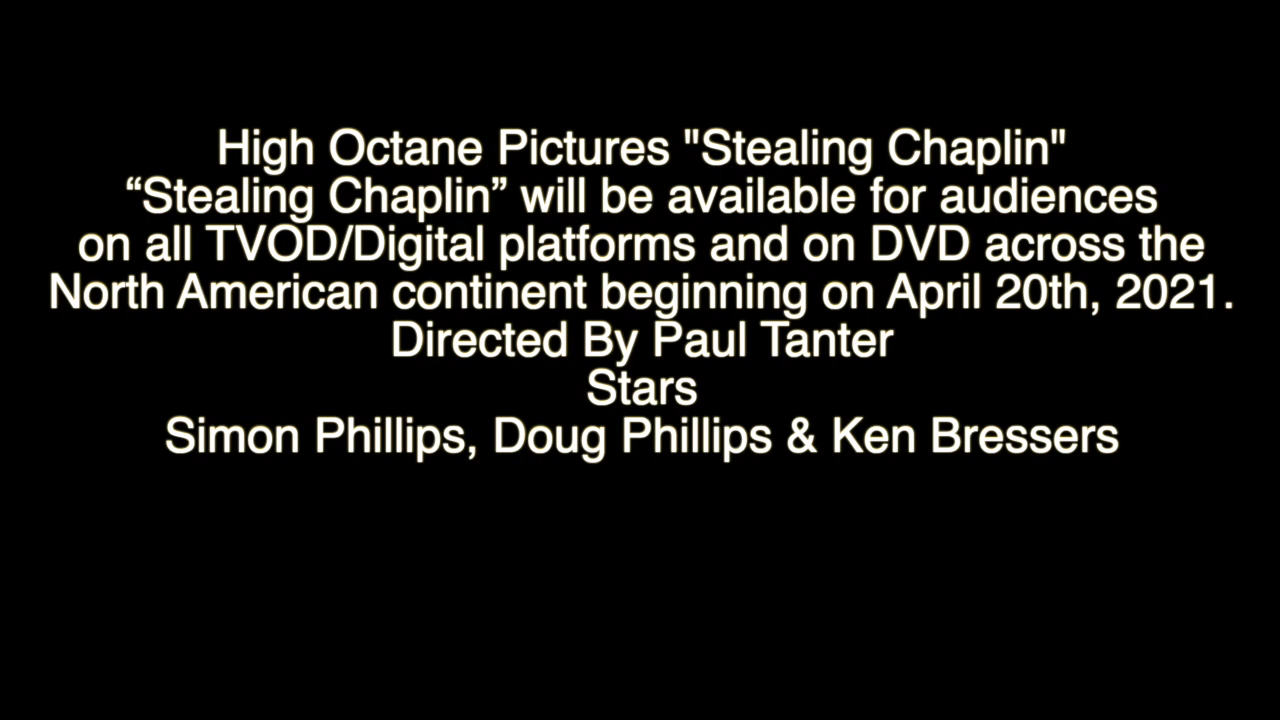 High Octane Pictures "Stealing Chaplin"
“Stealing Chaplin” will be available for audiences
on all TVOD/Digital platforms and on DVD across the
North American continent beginning on April 20th, 2021.
Directed By Paul Tanter
Stars
Simon Phillips, Doug Phillips & Ken Bressers